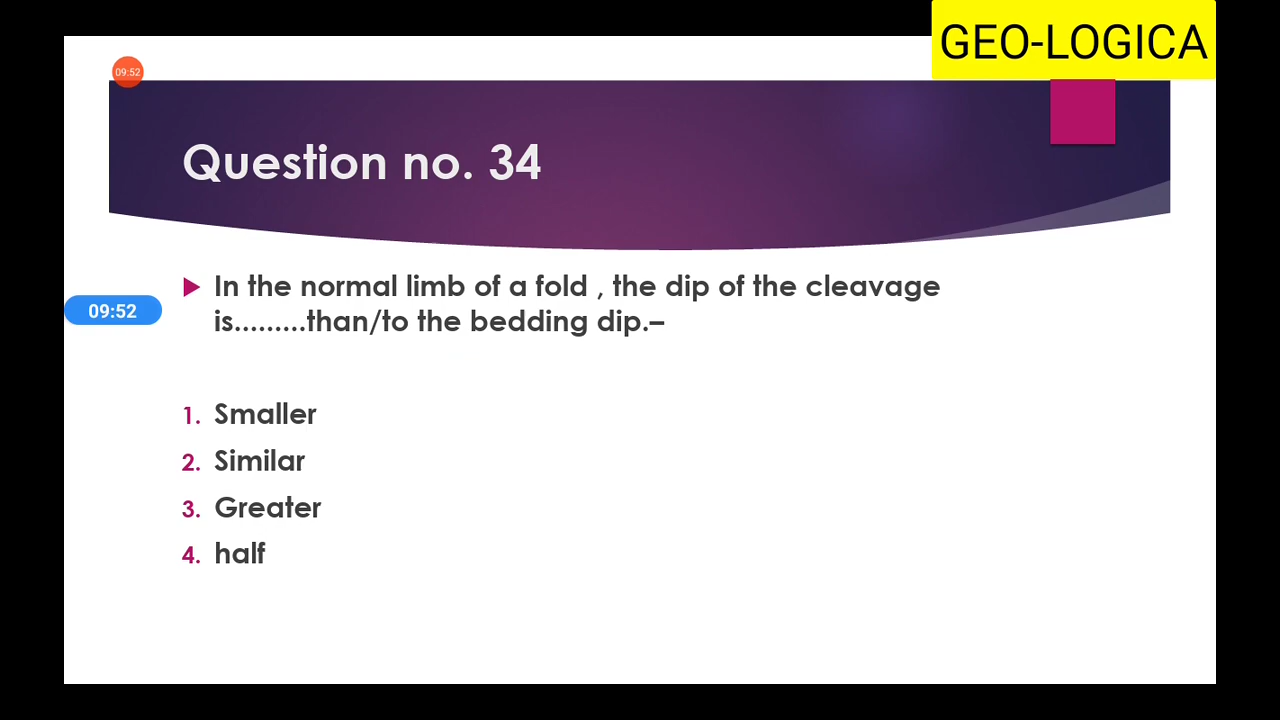 GEO-LOGICA
09:52
Question no. 34
In the normal limb of a fold , the dip of the cleavage
09:52
is.........than/to the bedding dip.–
1. Smaller
2. Similar
3. Greater
4. half